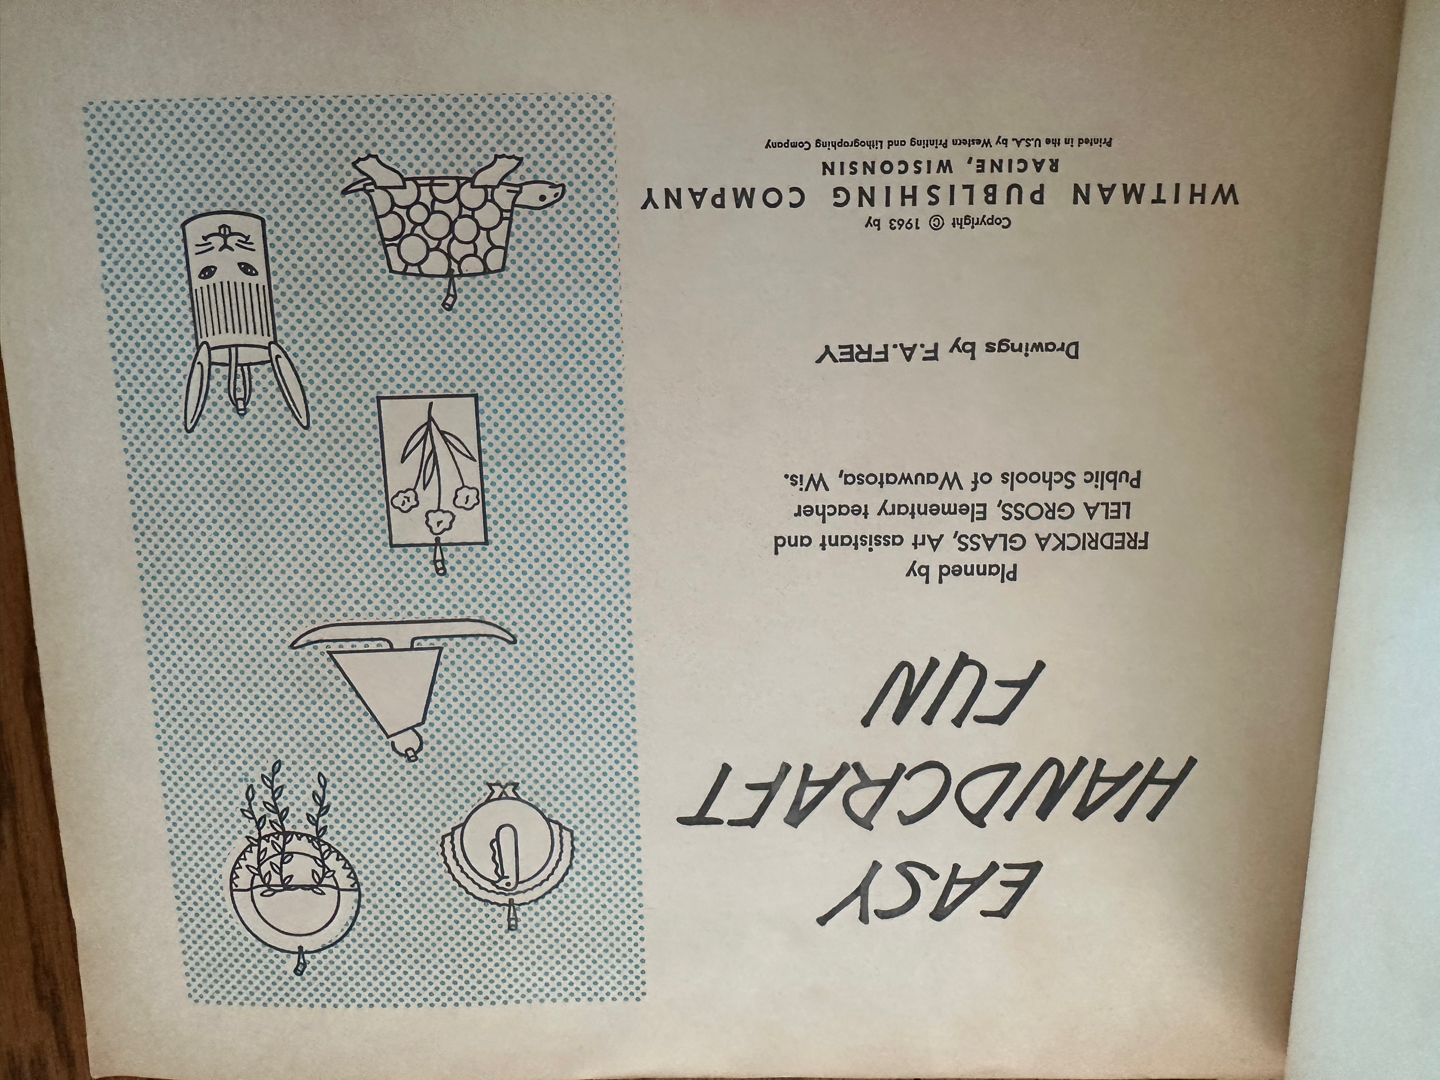 EASY
HANDCRAFT
FUN
Planned by
FREDRICKA GLASS, Art assistant and
LELA GROSS, Elementary teacher
Public Schools of Wauwatosa, Wis.
Drawings by F.A.FREY
Copyright © 1963 by
WHITMAN PUBLISHING COMPANY
RACINE, WISCONSIN
Printed in the U.S.A. by Western Printing and Lithographing Company